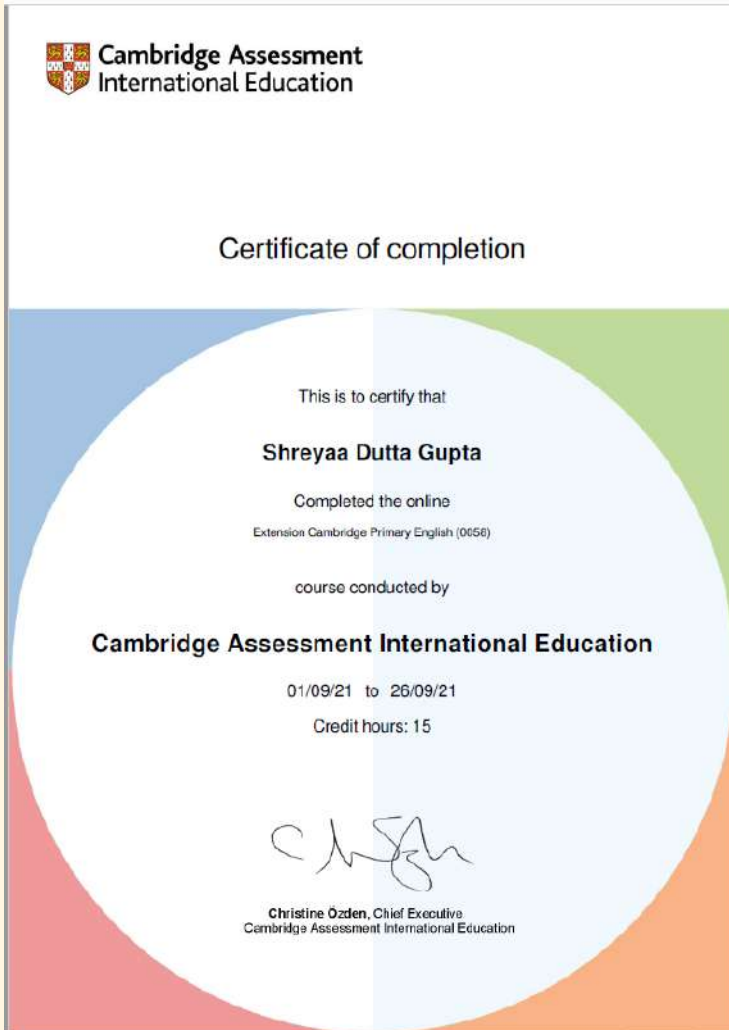 Cambridge Assessment
International Education
Certificate of completion
This is to certify that
Shreyaa Dutta Gupta
Completed the online
Extension Cambridge Primary English (0058)
course conducted by
Cambridge Assessment International Education
01/09/21 to 26/09/21
Credit hours: 15
Christine Özden, Chief Executive
Cambridge Assessment International Education